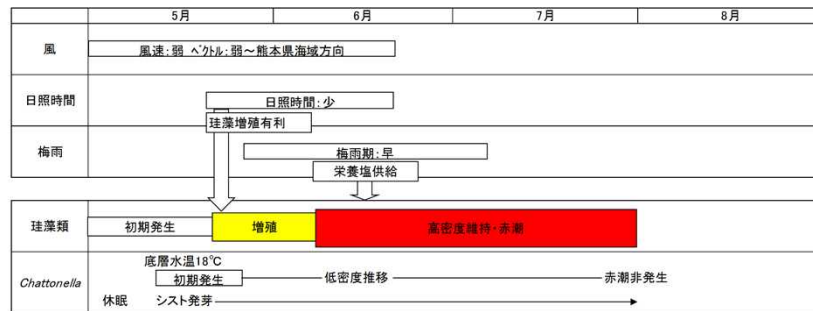 5月 6月 7月 8月
風
風速：弱 ベクトル：弱～熊本県海域方向
日照時間
日照時間：少
珪藻増殖有利
梅雨
梅雨期：早
栄養塩供給
珪藻類
初期発生 増殖 高密度維持・赤潮
底層水温18℃
Chattonella
初期発生 低密度推移 赤潮非発生
休眠 シスト発芽